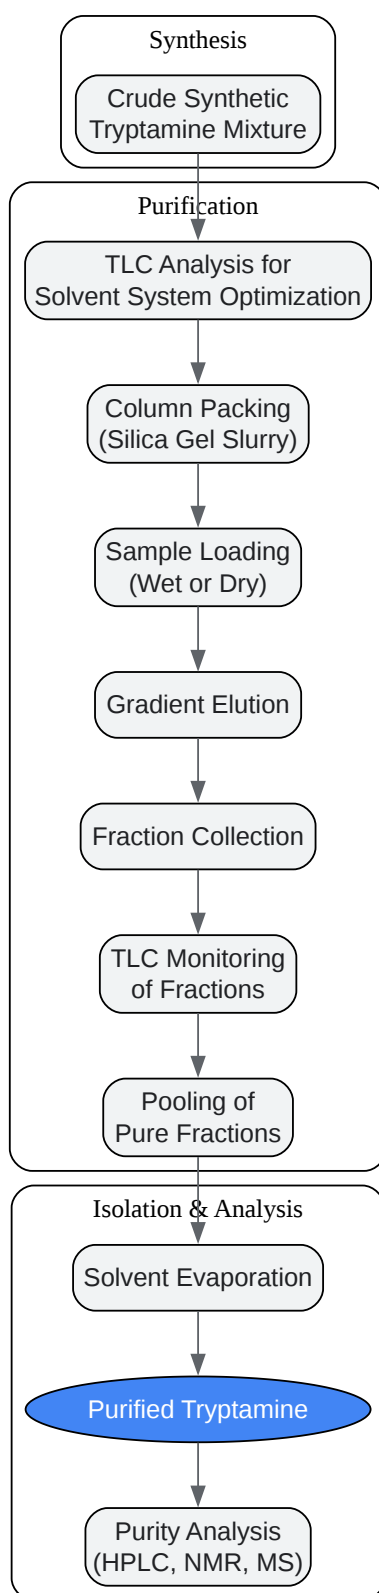 Synthesis
Crude Synthetic
Tryptamine Mixture
Purification
TLC Analysis for
Solvent System Optimization
Column Packing
(Silica Gel Slurry)
Sample Loading
(Wet or Dry)
Gradient Elution
Fraction Collection
TLC Monitoring
of Fractions
Pooling of
Pure Fractions
Isolation & Analysis
Solvent Evaporation
Purified Tryptamine
Purity Analysis
(HPLC, NMR, MS)